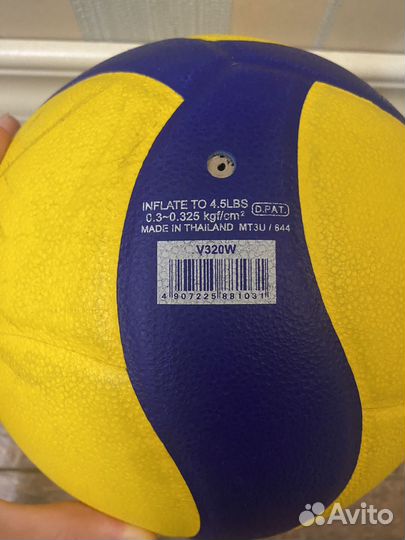 INFLATE TO 4.5LBS
0.3~0.325 kgf/cm² D.PAT.
MADE IN THAILAND MT3U / 644
V320W
4 907225 881031
Avito